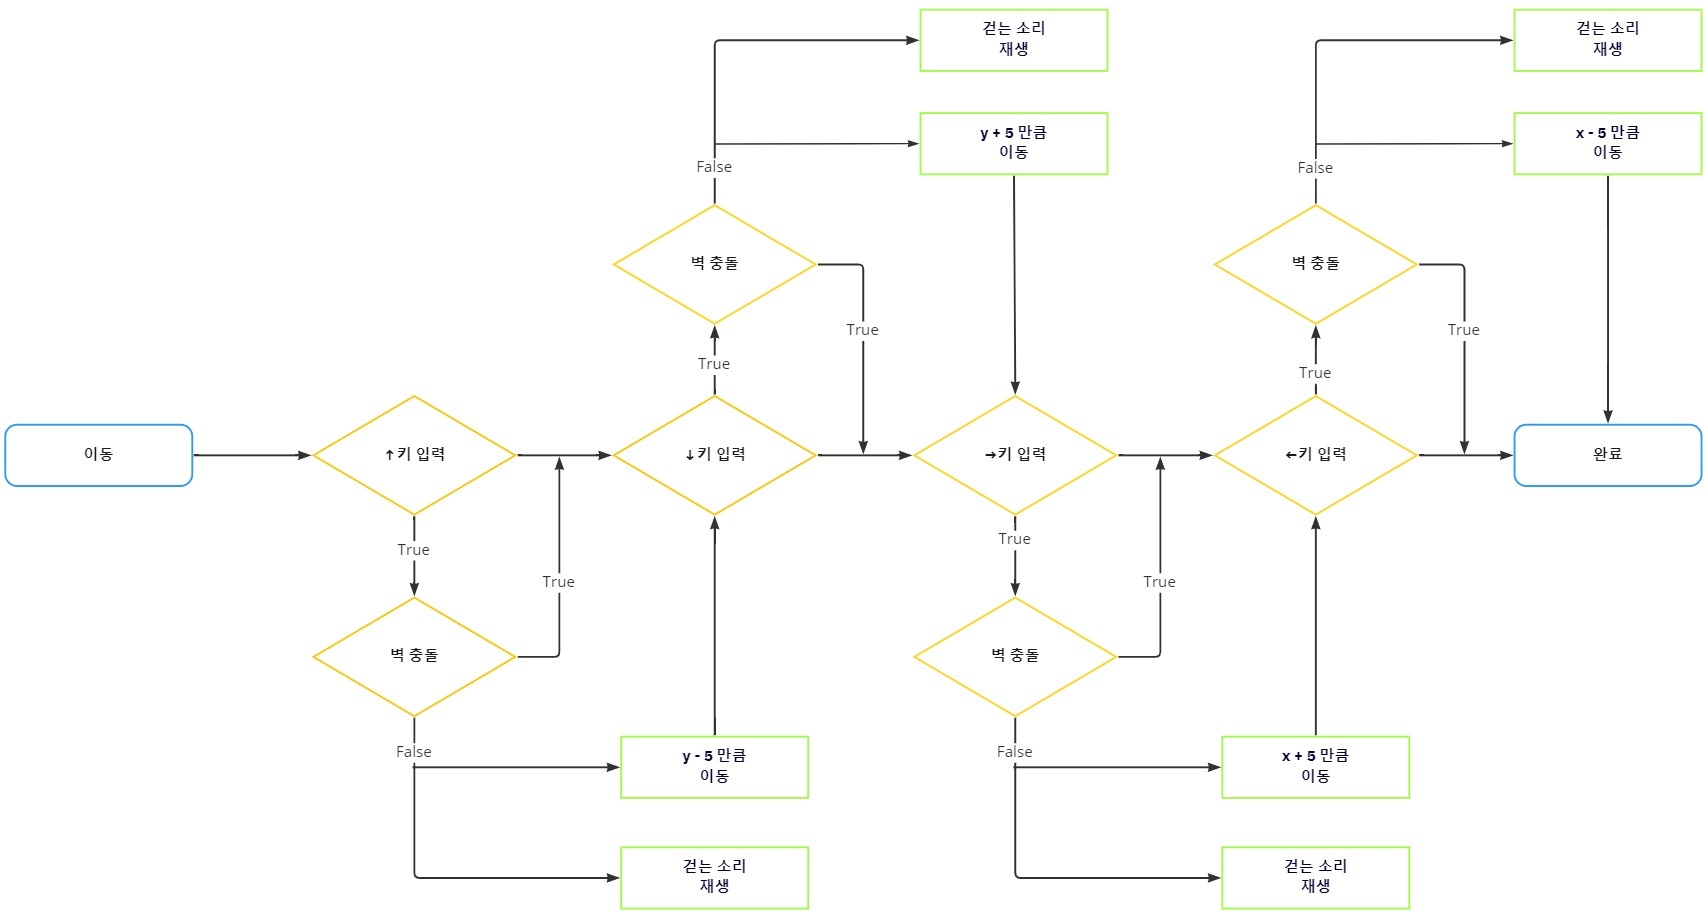 걷는 소리
재생
걷는 소리
재생
y + 5 만큼
이동
x - 5 만큼
이동
False
False
벽 충돌
벽 충돌
True
True
True
True
이동
↑키 입력
↓키 입력
→키 입력
←키 입력
완료
True
True
True
True
벽 충돌
벽 충돌
False
False
y - 5 만큼
이동
x + 5 만큼
이동
걷는 소리
재생
걷는 소리
재생